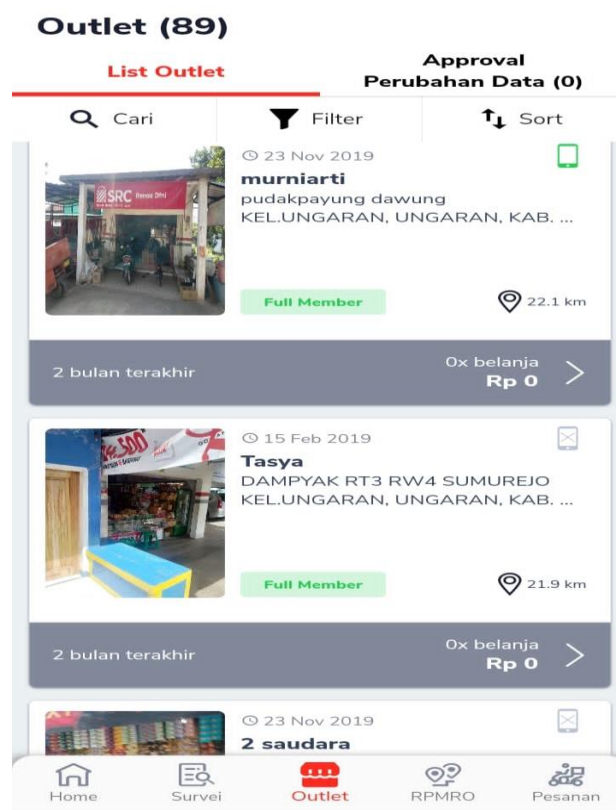 Outlet (89)
List Outlet
Approval
Perubahan Data (0)
Cari
Filter
Sort
SRC
23 Nov 2019
murniarti
pudakpayung dawung
KEL.UNGARAN, UNGARAN, KAB. ...
Full Member
22.1 km
2 bulan terakhir
0x belanja
Rp 0
15 Feb 2019
Tasya
DAMPYAK RT3 RW4 SUMUREJO
KEL.UNGARAN, UNGARAN, KAB. ...
Full Member
21.9 km
2 bulan terakhir
0x belanja
Rp 0
23 Nov 2019
2 saudara
Home
Survei
Outlet
RPMRO
Pesanan